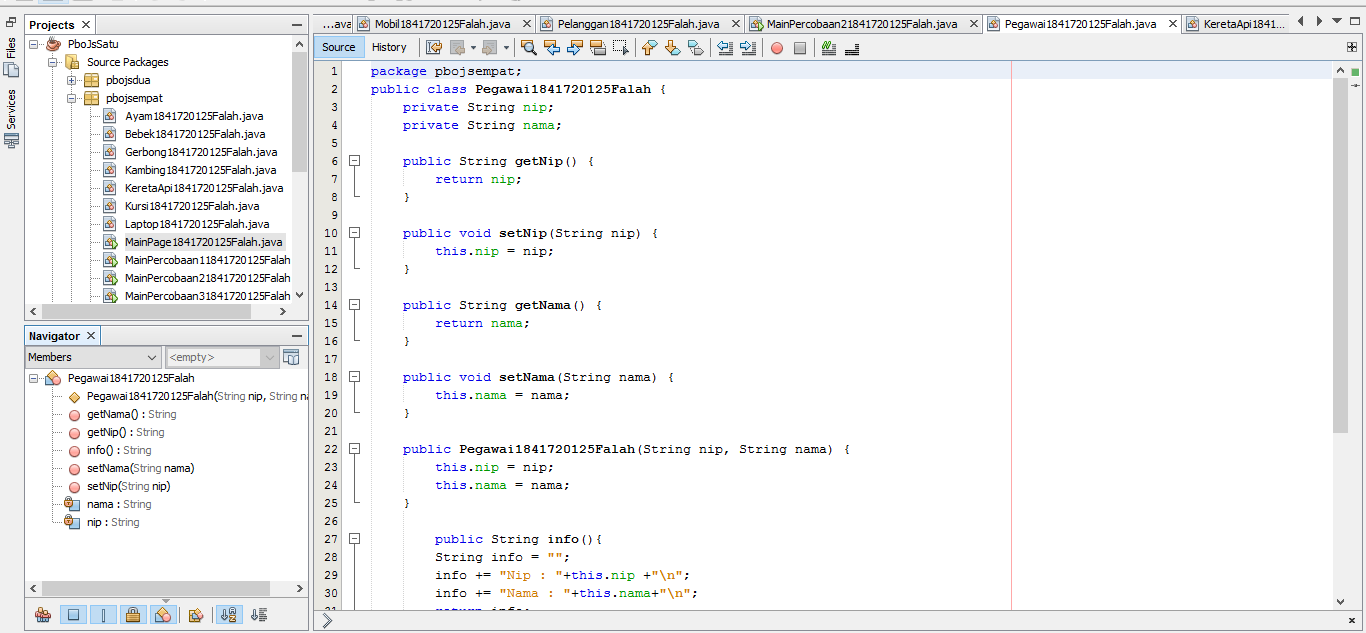 ...ava
Mobil1841720125Falah.java
Pelanggan1841720125Falah.java
MainPercobaan21841720125Falah.java
Pegawai1841720125Falah.java
KeretaApi1841...
Source
History
Files
Services
Projects
PboJsSatu
Source Packages
pbojsdua
pbojsempat
Ayam1841720125Falah.java
Bebek1841720125Falah.java
Gerbong1841720125Falah.java
Kambing1841720125Falah.java
KeretaApi1841720125Falah.java
Kursi1841720125Falah.java
Laptop1841720125Falah.java
MainPage1841720125Falah.java
MainPercobaan11841720125Falah
MainPercobaan21841720125Falah
MainPercobaan31841720125Falah
Navigator
Members
<empty>
Pegawai1841720125Falah
Pegawai1841720125Falah(String nip, String na
getNama() : String
getNip() : String
info() : String
setNama(String nama)
setNip(String nip)
nama : String
nip : String
1 package pbojsempat;
2 public class Pegawai1841720125Falah {
3 private String nip;
4 private String nama;
5
6 public String getNip() {
7 return nip;
8 }
9
10 public void setNip(String nip) {
11 this.nip = nip;
12 }
13
14 public String getNama() {
15 return nama;
16 }
17
18 public void setNama(String nama) {
19 this.nama = nama;
20 }
21
22 public Pegawai1841720125Falah(String nip, String nama) {
23 this.nip = nip;
24 this.nama = nama;
25 }
26
27 public String info(){
28 String info = "";
29 info += "Nip : "+this.nip +"\n";
30 info += "Nama : "+this.nama+"\n";
31 return info;